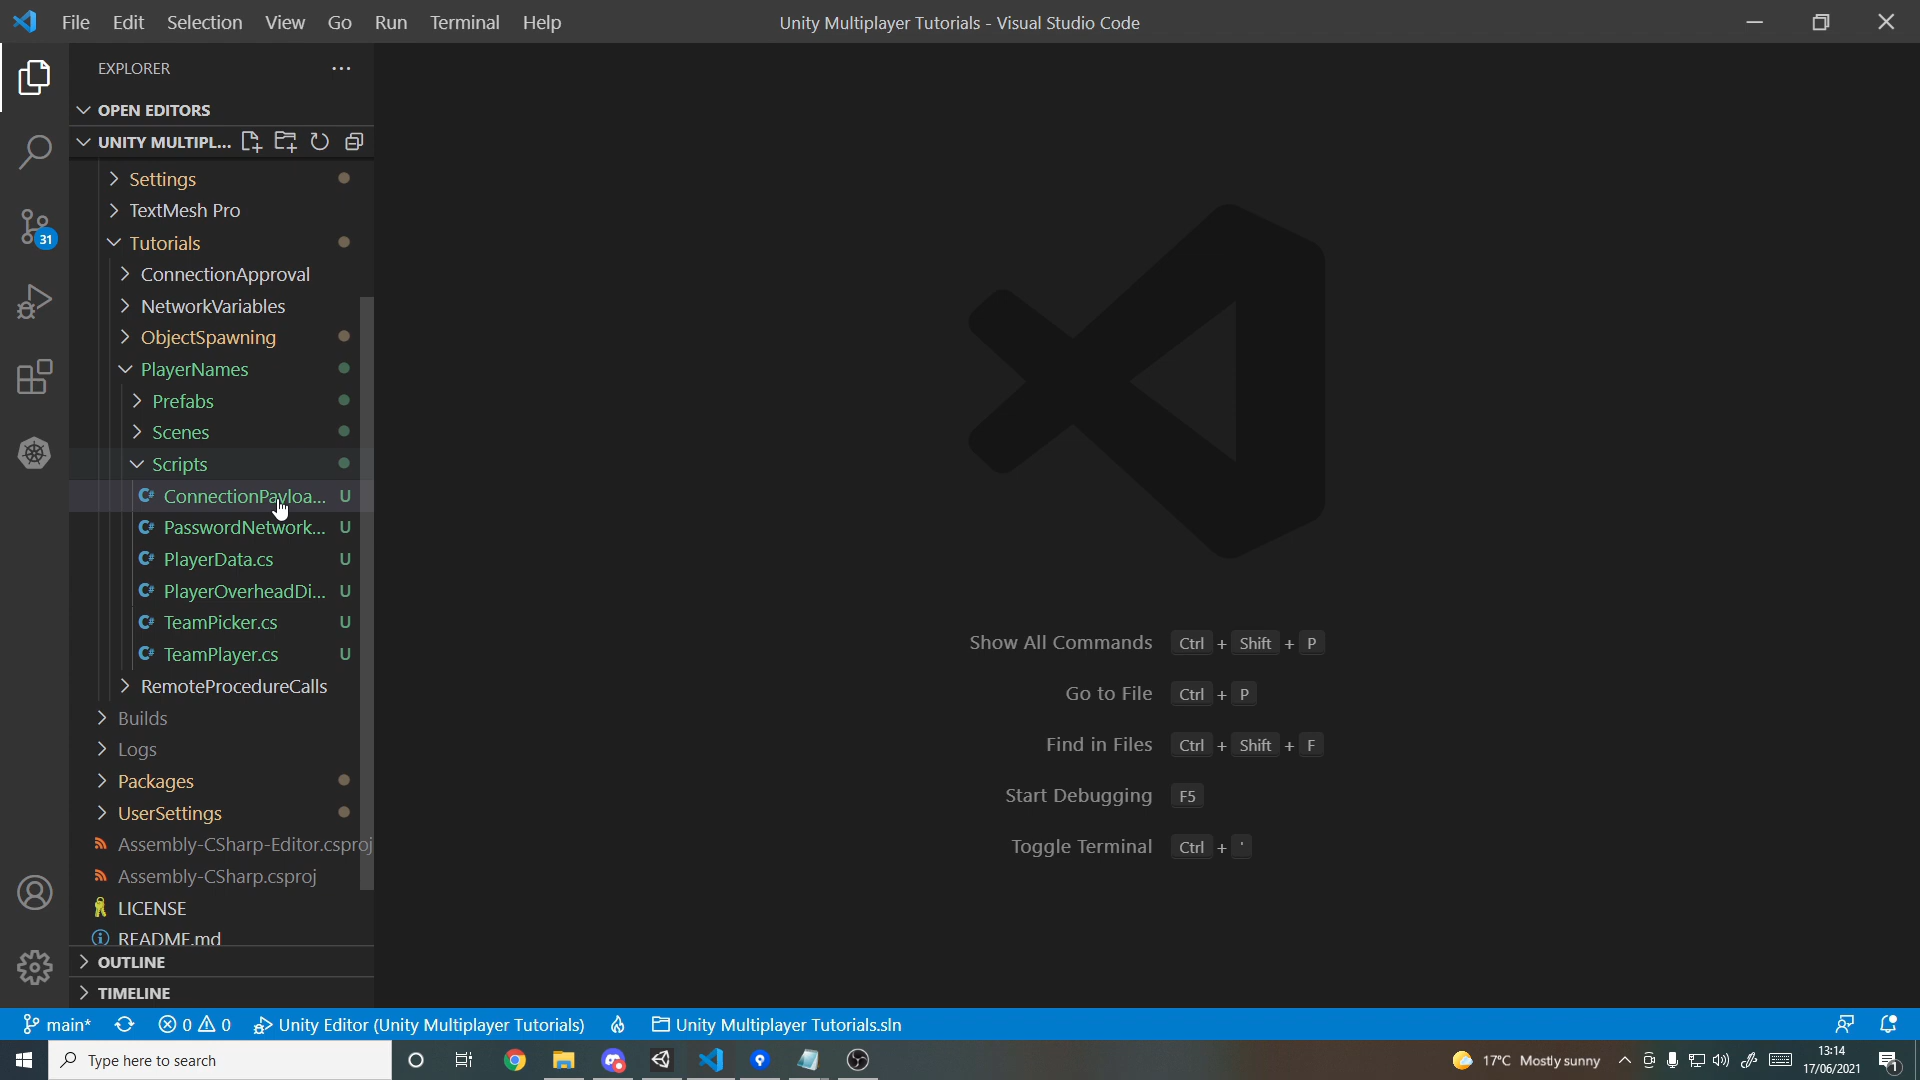 File Edit Selection View Go Run Terminal Help
Unity Multiplayer Tutorials - Visual Studio Code
EXPLORER
OPEN EDITORS
UNITY MULTIPL...
Settings
TextMesh Pro
Tutorials
ConnectionApproval
NetworkVariables
ObjectSpawning
PlayerNames
Prefabs
Scenes
Scripts
C# ConnectionPayloa... U
C# PasswordNetwork... U
C# PlayerData.cs U
C# PlayerOverheadDi... U
C# TeamPicker.cs U
C# TeamPlayer.cs U
RemoteProcedureCalls
Builds
Logs
Packages
UserSettings
Assembly-CSharp-Editor.csproj
Assembly-CSharp.csproj
LICENSE
README.md
OUTLINE
TIMELINE
31
Show All Commands Ctrl + Shift + P
Go to File Ctrl + P
Find in Files Ctrl + Shift + F
Start Debugging F5
Toggle Terminal Ctrl + '
main* 0 0 Unity Editor (Unity Multiplayer Tutorials) Unity Multiplayer Tutorials.sln
Type here to search
17°C Mostly sunny
13:14
17/06/2021
1